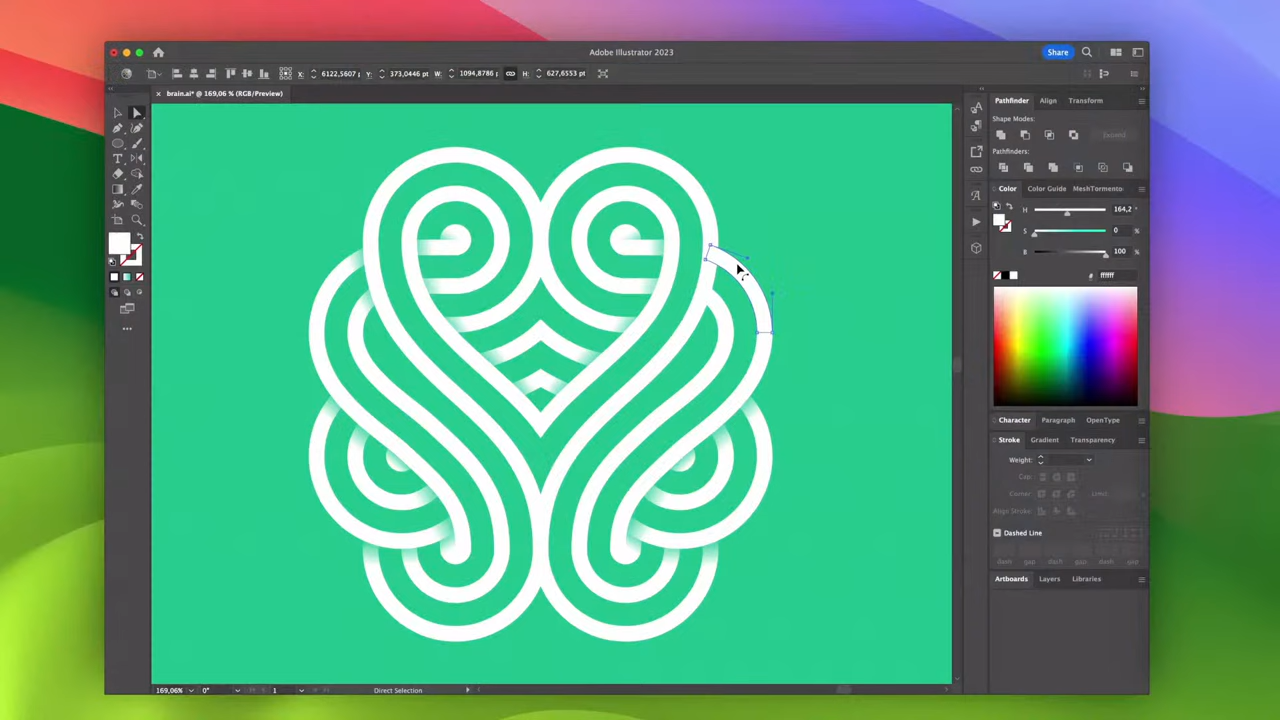 Adobe Illustrator 2023
Share
X: 6122,5607 Y: 373,0446 pt W: 1094,8786 H: 627,6553 pt
× brain.ai* @ 169,06 % (RGB/Preview)
Pathfinder Align Transform
Shape Modes:
Expand
Pathfinders:
Color Color Guide MeshTormento
H 164,2 °
S 0 %
B 100 %
# ffffff
Character Paragraph OpenType
Stroke Gradient Transparency
Weight:
Cap:
Corner: Limit:
Align Stroke:
Dashed Line
dash gap dash gap dash gap
Artboards Layers Libraries
169,06% 0° 1 Direct Selection